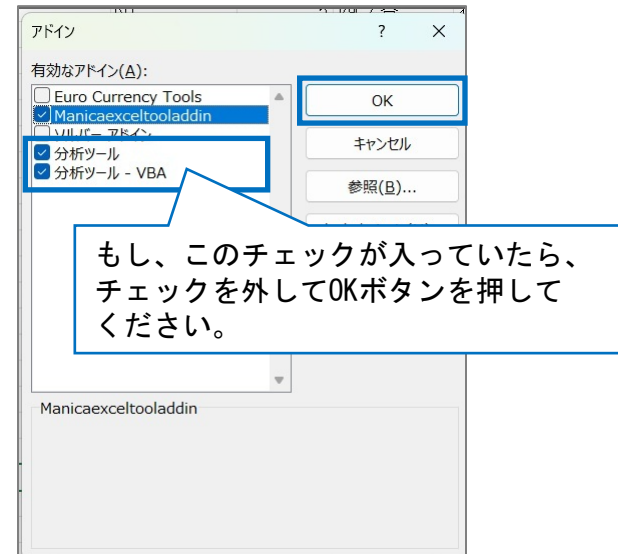 アドイン
? ×
有効なアドイン(A):
Euro Currency Tools
Manicaexceltooladdin
ソルバー アドイン
分析ツール
分析ツール - VBA
OK
キャンセル
参照(B)...
もし、このチェックが入っていたら、
チェックを外してOKボタンを押して
ください。
Manicaexceltooladdin